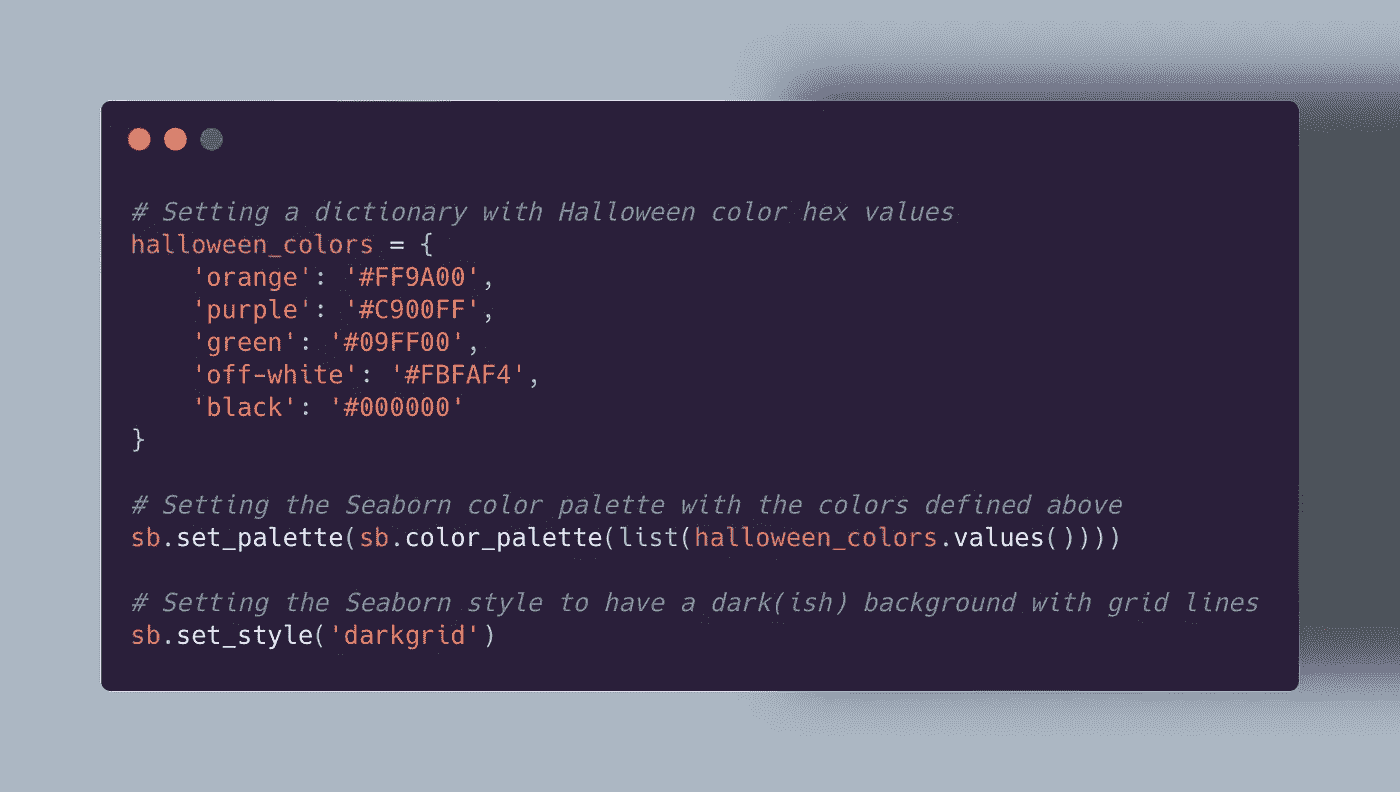 # Setting a dictionary with Halloween color hex values
halloween_colors = {
    'orange': '#FF9A00',
    'purple': '#C900FF',
    'green': '#09FF00',
    'off-white': '#FBFAF4',
    'black': '#000000'
}
# Setting the Seaborn color palette with the colors defined above
sb.set_palette(sb.color_palette(list(halloween_colors.values())))
# Setting the Seaborn style to have a dark(ish) background with grid lines
sb.set_style('darkgrid')